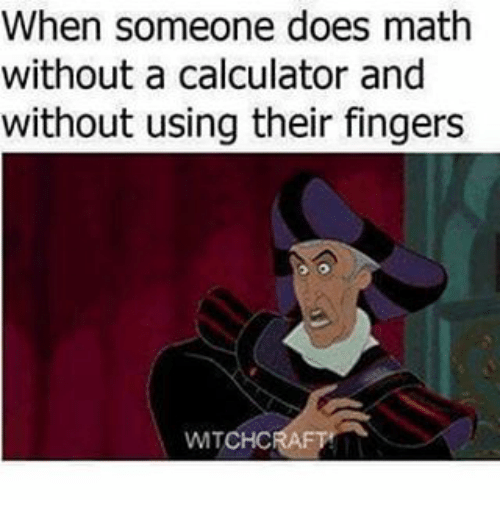 When someone does math
without a calculator and
without using their fingers
WITCHCRAFT!